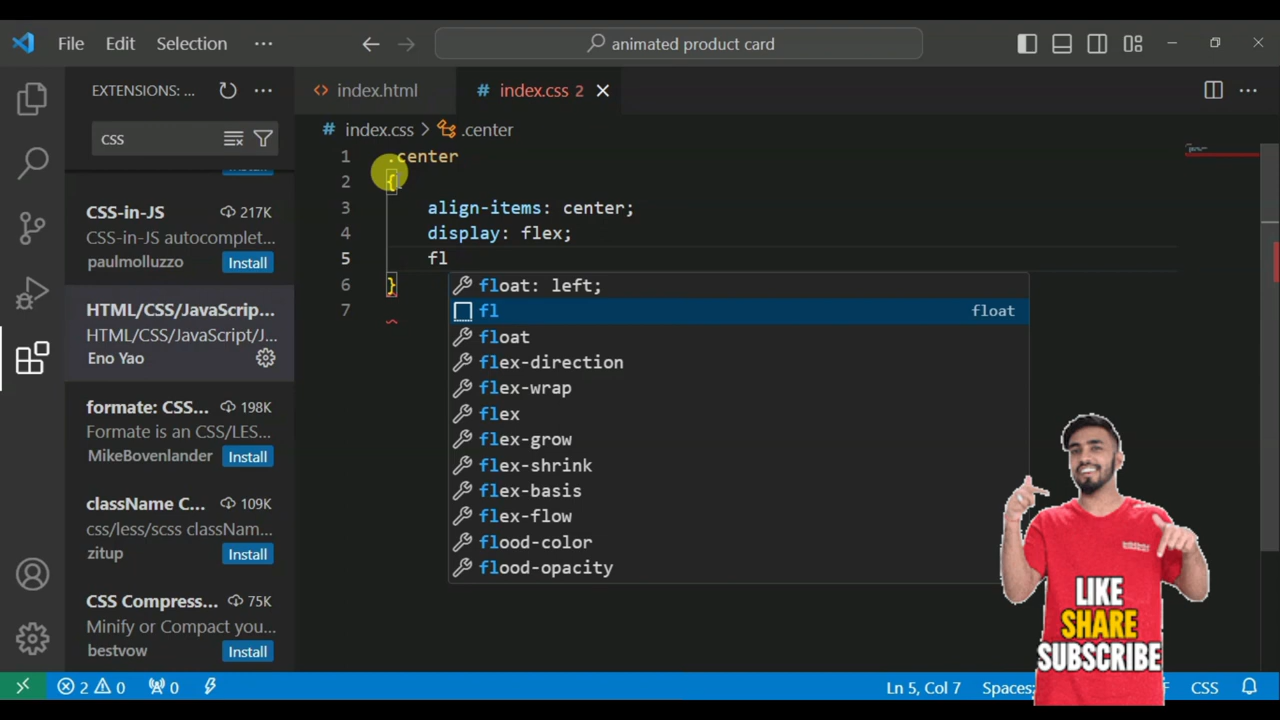 File Edit Selection ···
animated product card
EXTENSIONS: ... ···
index.html
# index.css 2
css
# index.css > .center
Install
CSS-in-JS 217K
CSS-in-JS autocomplet...
paulmolluzzo Install
HTML/CSS/JavaScrip...
HTML/CSS/JavaScript/J...
Eno Yao
formate: CSS... 198K
Formate is an CSS/LES...
MikeBovenlander Install
className C... 109K
css/less/scss classNam...
zitup Install
CSS Compress... 75K
Minify or Compact you...
bestvow Install
1 .center
2 {
3 align-items: center;
4 display: flex;
5 fl
6 }
7
float: left;
fl float
float
flex-direction
flex-wrap
flex
flex-grow
flex-shrink
flex-basis
flex-flow
flood-color
flood-opacity
LIKE
SHARE
SUBSCRIBE
2 0 0 Ln 5, Col 7 Spaces: F CSS